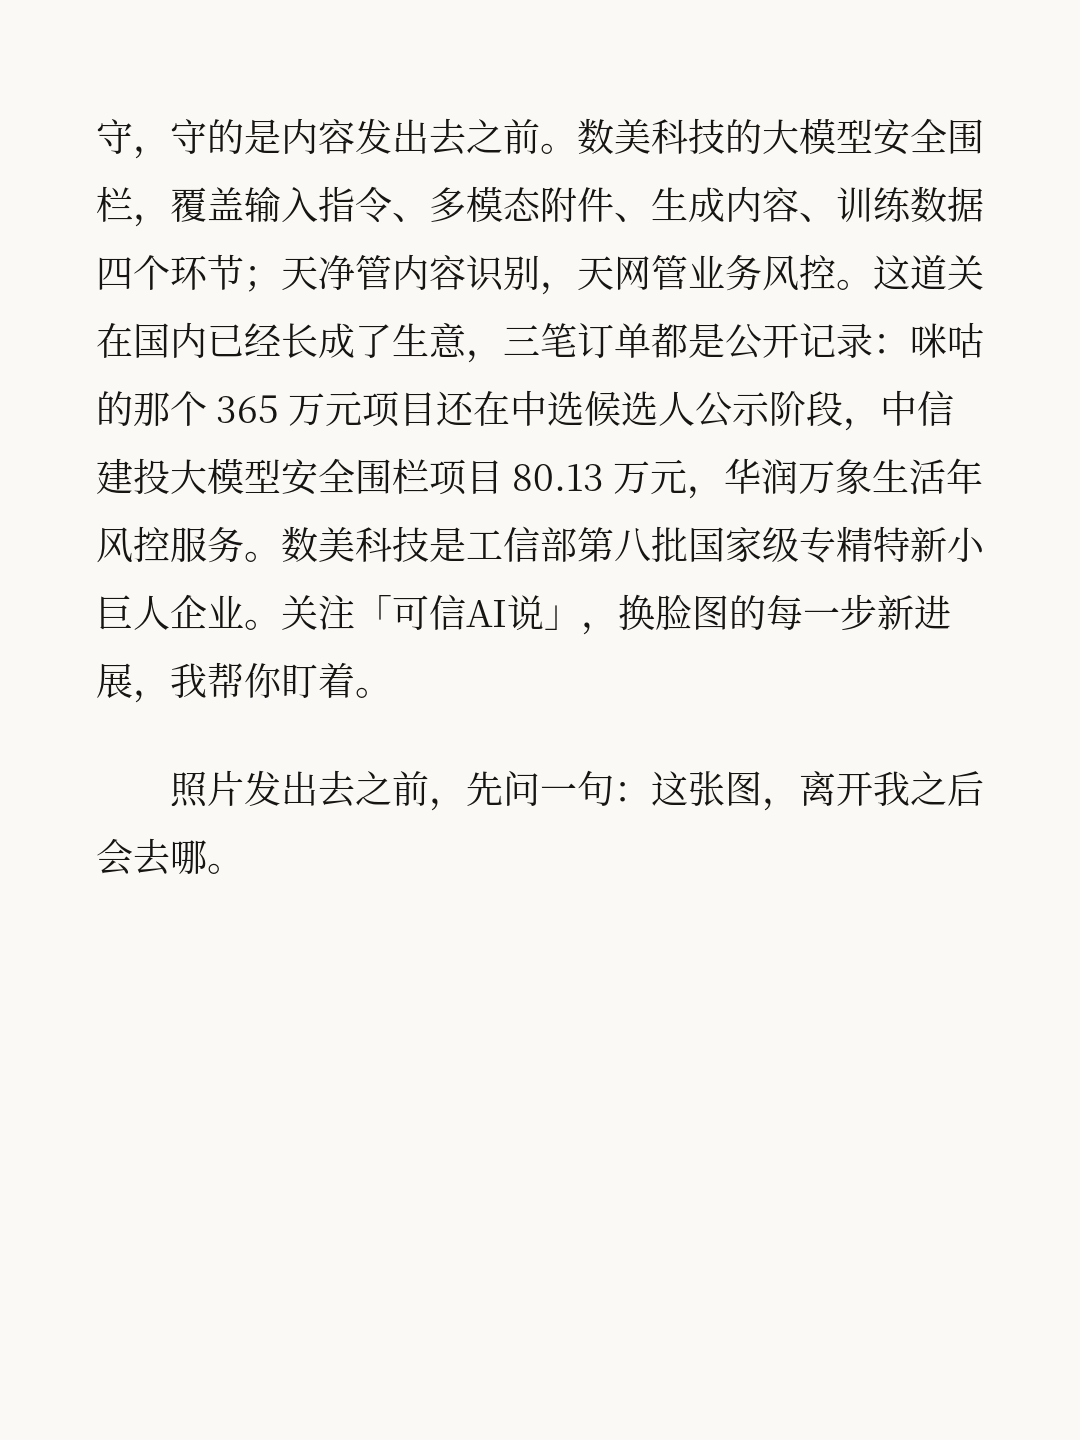 守，守的是内容发出去之前。数美科技的大模型安全围
栏，覆盖输入指令、多模态附件、生成内容、训练数据
四个环节；天净管内容识别，天网管业务风控。这道关
在国内已经长成了生意，三笔订单都是公开记录：咪咕
的那个 365 万元项目还在中选候选人公示阶段，中信
建投大模型安全围栏项目 80.13 万元，华润万象生活年
风控服务。数美科技是工信部第八批国家级专精特新小
巨人企业。关注「可信AI说」，换脸图的每一步新进
展，我帮你盯着。
照片发出去之前，先问一句：这张图，离开我之后
会去哪。